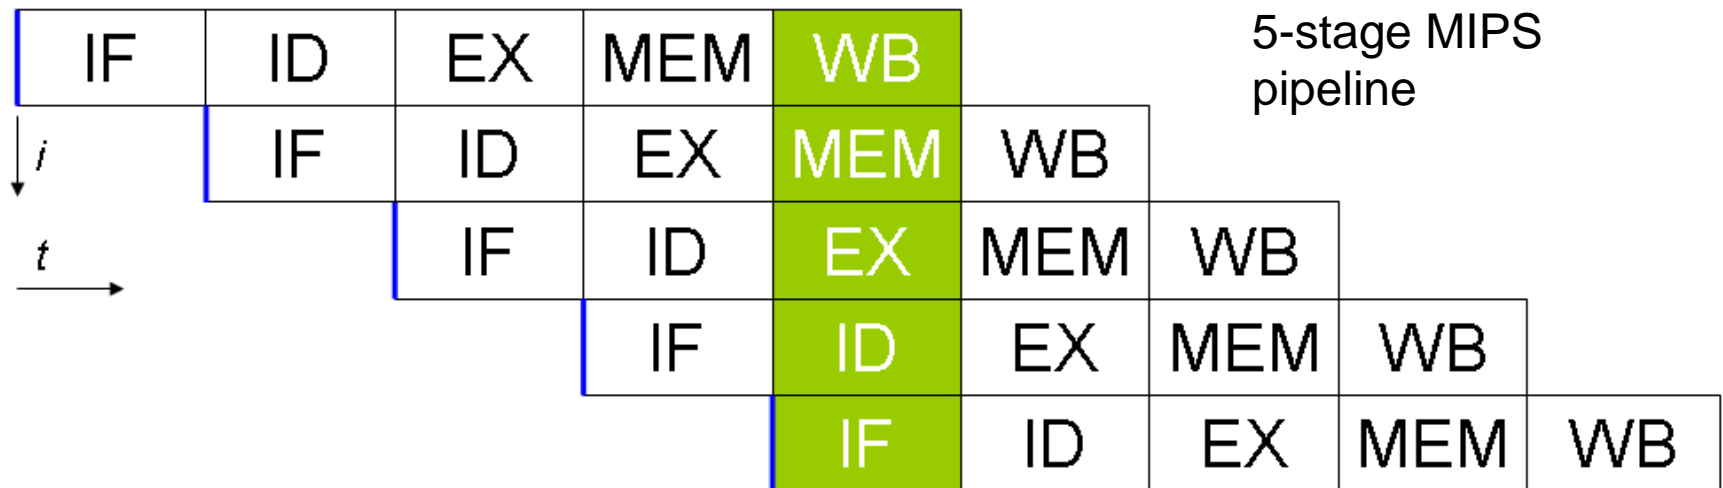 IF ID EX MEM WB
5-stage MIPS
pipeline
i
IF ID EX MEM WB
t
IF ID EX MEM WB
IF ID EX MEM WB
IF ID EX MEM WB